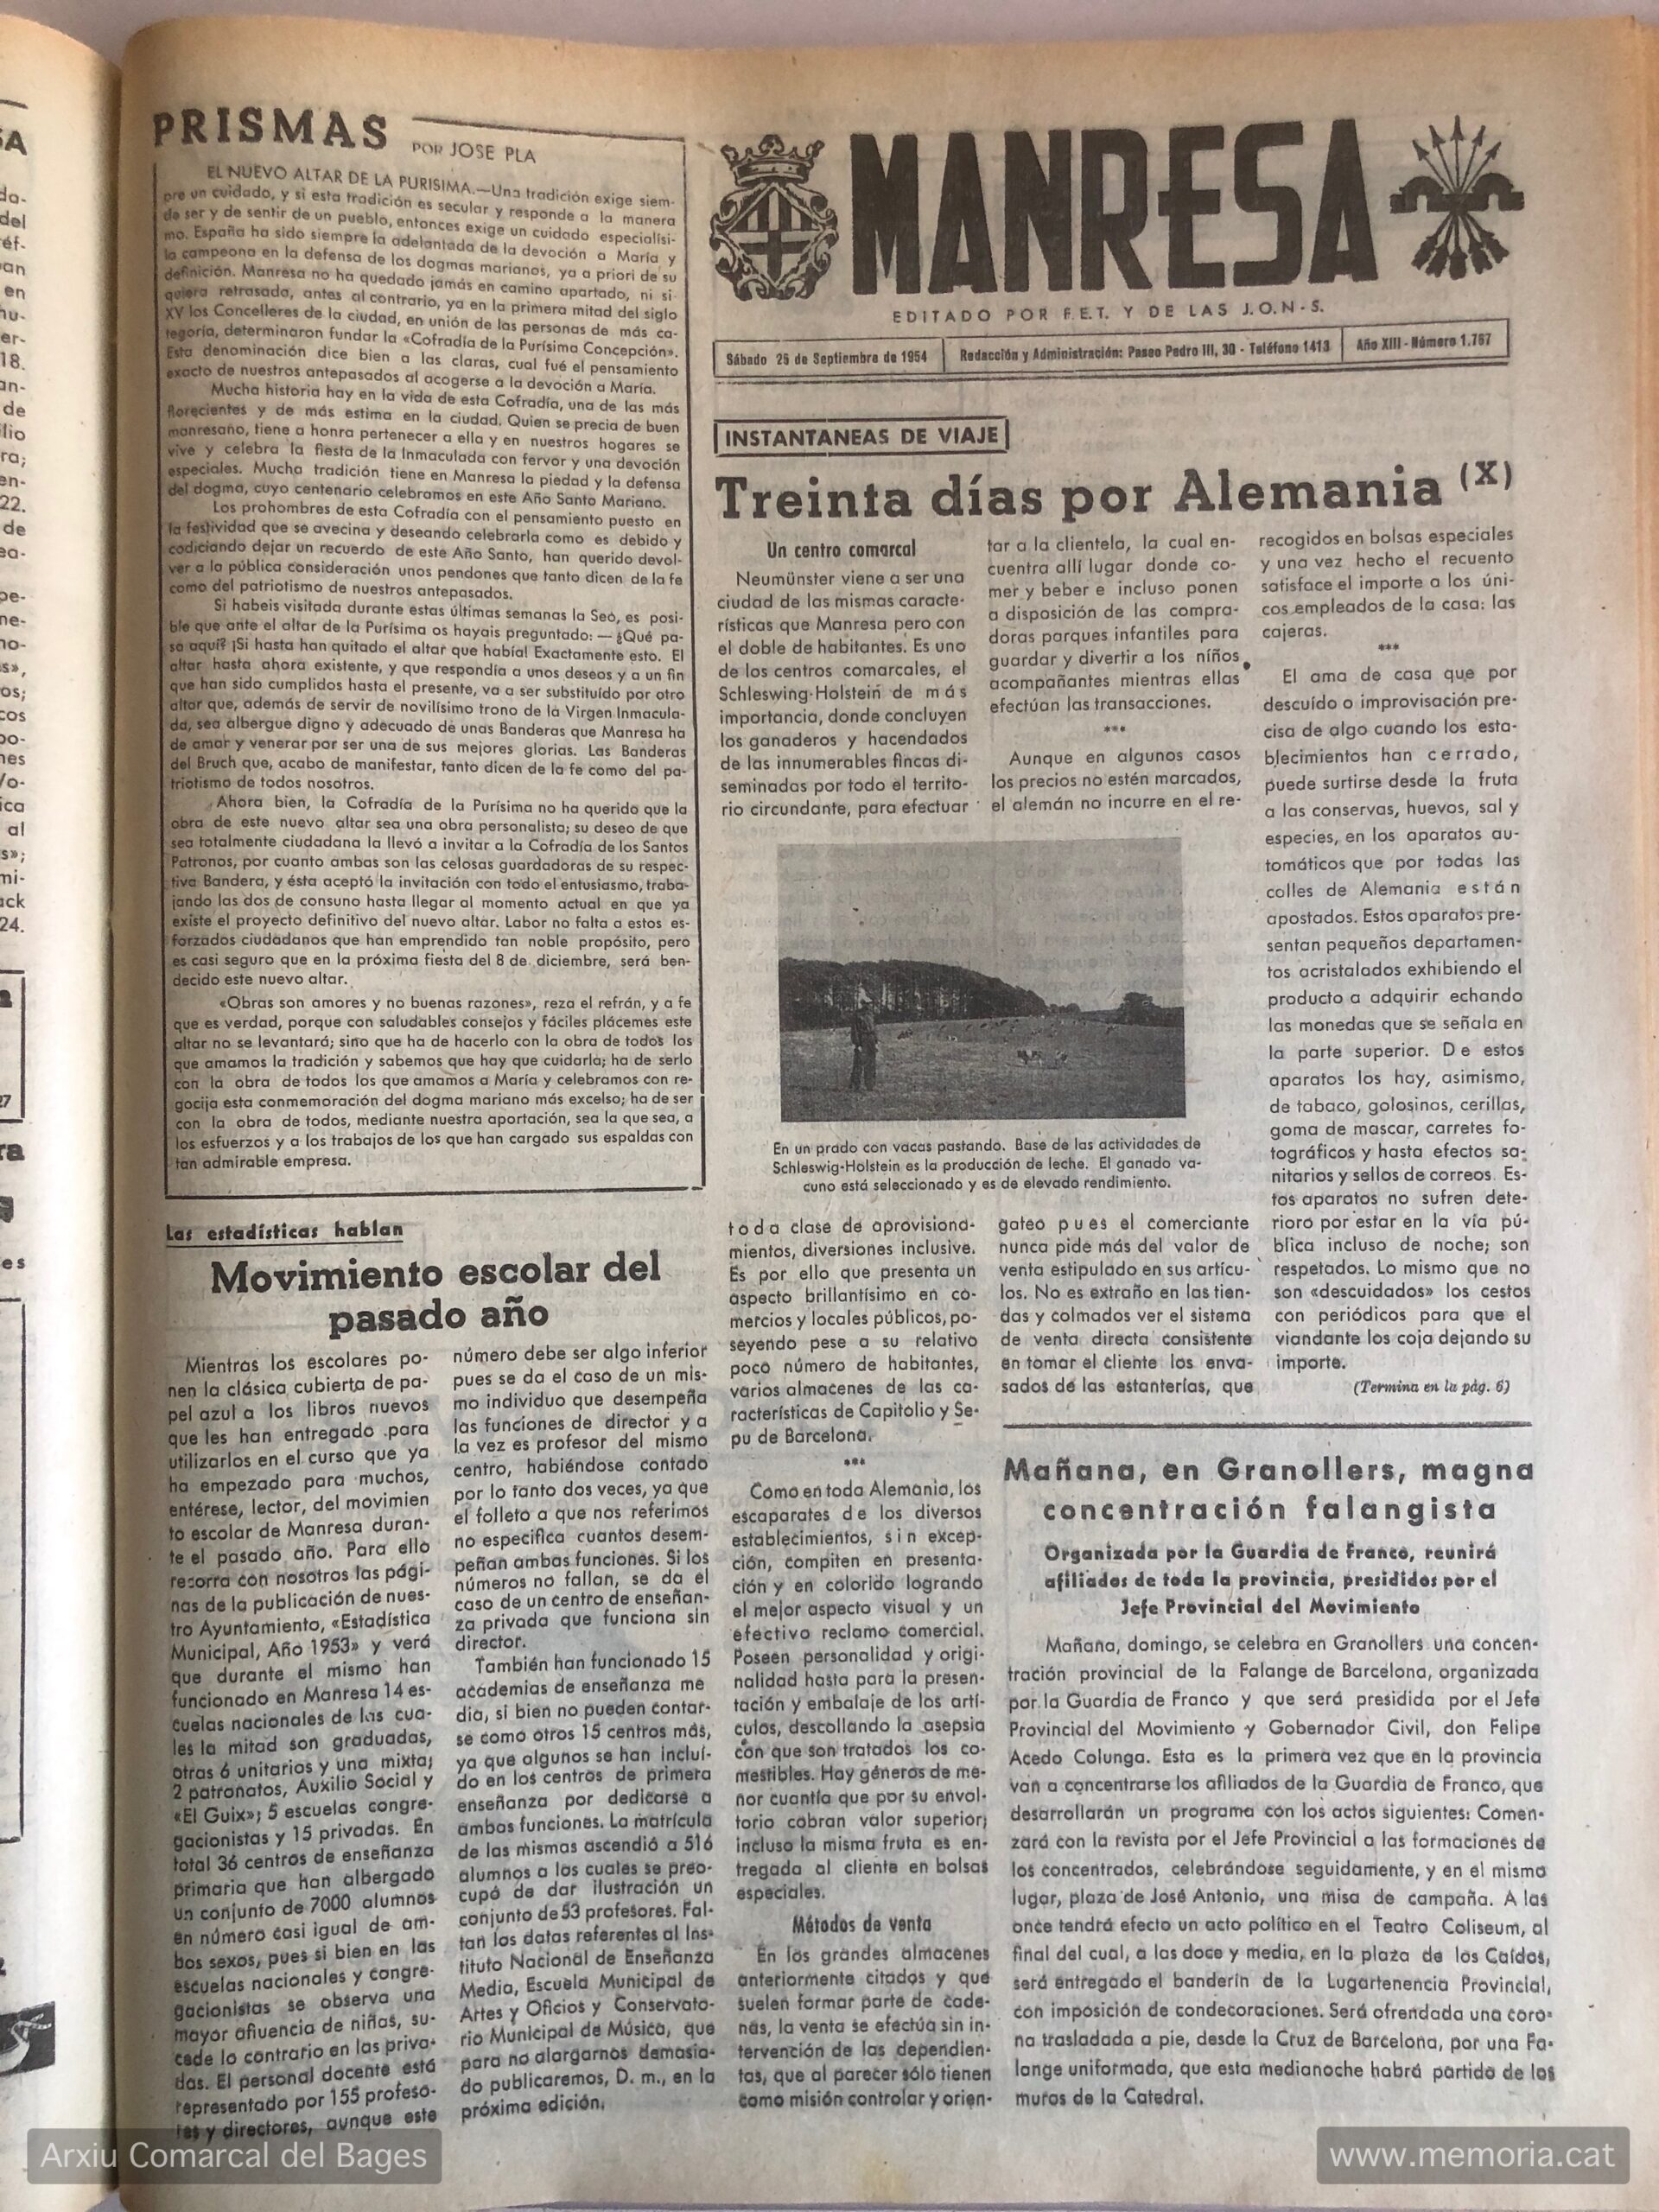 PRISMAS
POR JOSE PLA
EL NUEVO ALTAR DE LA PURISIMA.—Una tradición exige siem-
pre un cuidado, y si esta tradición es secular y responde a la manera
de ser y de sentir de un pueblo, entonces exige un cuidado especialísi-
mo. España ha sido siempre la adelantada de la devoción a María y
la campeona en la defensa de los dogmas marianos, ya a priori de su
definición. Manresa no ha quedado jamás en camino apartado, ni si
quiera retrasada, antes al contrario, ya en la primera mitad del siglo
XV los Concelleres de la ciudad, en unión de las personas de más ca-
tegoría, determinaron fundar la «Cofradía de la Purísima Concepción».
Esta denominación dice bien a las claras, cual fué el pensamiento
exacto de nuestros antepasados al acogerse a la devoción a María.
Mucha historia hay en la vida de esta Cofradía, una de las más
florecientes y de más estima en la ciudad. Quien se precia de buen
manresano, tiene a honra pertenecer a ella y en nuestros hogares se
vive y celebra la fiesta de la Inmaculada con fervor y una devoción
especiales. Mucha tradición tiene en Manresa la piedad y la defensa
del dogma, cuyo centenario celebramos en este Año Santo Mariano.
Los prohombres de esta Cofradía con el pensamiento puesto en
la festividad que se avecina y deseando celebrarla como es debido y
codiciando dejar un recuerdo de este Año Santo, han querido devol-
ver a la pública consideración unos pendones que tanto dicen de la fe
como del patriotismo de nuestros antepasados.
Si habeis visitada durante estas últimas semanas la Seo, es posi-
ble que ante el altar de la Purísima os hayais preguntado: — ¿Qué pa-
sa aquí? ¡Si hasta han quitado el altar que había! Exactamente esto. El
altar hasta ahora existente, y que respondía a unos deseos y a un fin
que han sido cumplidos hasta el presente, va a ser substituído por otro
altar que, además de servir de novilísimo trono de la Virgen Inmacula-
da, sea albergue digno y adecuado de unas Banderas que Manresa ha
de amar y venerar por ser una de sus mejores glorias. Las Banderas
del Bruch que, acabo de manifestar, tanto dicen de la fe como del pa-
triotismo de todos nosotros.
Ahora bien, la Cofradía de la Purísima no ha querido que la
obra de este nuevo altar sea una obra personalista; su deseo de que
sea totalmente ciudadana la llevó a invitar a la Cofradía de los Santos
Patronos, por cuanto ambas son las celosas guardadoras de su respec-
tiva Bandera, y ésta aceptó la invitación con todo el entusiasmo, traba-
jando las dos de consuno hasta llegar al momento actual en que ya
existe el proyecto definitivo del nuevo altar. Labor no falta a estos es-
forzados ciudadanos que han emprendido tan noble propósito, pero
es casi seguro que en la próxima fiesta del 8 de diciembre, será ben-
decido este nuevo altar.
«Obras son amores y no buenas razones», reza el refrán, y a fe
que es verdad, porque con saludables consejos y fáciles plácemes este
altar no se levantará; sino que ha de hacerlo con la obra de todos los
que amamos la tradición y sabemos que hay que cuidarla; ha de serlo
con la obra de todos los que amamos a María y celebramos con re-
gocija esta conmemoración del dogma mariano más excelso; ha de ser
con la obra de todos, mediante nuestra aportación, sea la que sea, a
los esfuerzos y a los trabajos de los que han cargado sus espaldas con
tan admirable empresa.
MANRESA
EDITADO POR F.E.T. Y DE LAS J.O.N-S.
Sábado 25 de Septiembre de 1954
Redacción y Administración: Paseo Pedro III, 30 - Teléfono 1413
Año XIII - Número 1.767
INSTANTANEAS DE VIAJE
Treinta días por Alemania (X)
Un centro comarcal
Neumünster viene a ser una
ciudad de las mismas caracte-
rísticas que Manresa pero con
el doble de habitantes. Es uno
de los centros comarcales, el
Schleswing-Holstein de más
importancia, donde concluyen
los ganaderos y hacendados
de las innumerables fincas di-
seminadas por todo el territo-
rio circundante, para efectuar
toda clase de aprovisiona-
mientos, diversiones inclusive.
Es por ello que presenta un
aspecto brillantísimo en co-
mercios y locales públicos, po-
seyendo pese a su relativo
poco número de habitantes,
varios almacenes de las ca-
racterísticas de Capitolio y Se-
pu de Barcelona.
***
Como en toda Alemania, los
escaparates de los diversos
establecimientos, sin excep-
ción, compiten en presenta-
ción y en colorido logrando
el mejor aspecto visual y un
efectivo reclamo comercial.
Poseen personalidad y origi-
nalidad hasta para la presen-
tación y embalaje de los artí-
culos, descollando la asepsia
con que son tratados los co-
mestibles. Hay géneros de me-
nor cuantía que por su envol-
torio cobran valor superior;
incluso la misma fruta es en-
tregada al cliente en bolsas
especiales.
Métodos de venta
En los grandes almacenes
anteriormente citados y que
suelen formar parte de cade-
nas, la venta se efectúa sin in-
tervención de las dependien-
tas, que al parecer sólo tienen
como misión controlar y orien-
tar a la clientela, la cual en-
cuentra allí lugar donde co-
mer y beber e incluso ponen
a disposición de las compra-
doras parques infantiles para
guardar y divertir a los niños
acompañantes mientras ellas
efectúan las transacciones.
***
Aunque en algunos casos
los precios no estén marcados,
el alemán no incurre en el re-
gateo pues el comerciante
nunca pide más del valor de
venta estipulado en sus artícu-
los. No es extraño en las tien-
das y colmados ver el sistema
de venta directa consistente
en tomar el cliente los enva-
sados de las estanterías, que
recogidos en bolsas especiales
y una vez hecho el recuento
satisface el importe a los úni-
cos empleados de la casa: las
cajeras.
***
El ama de casa que por
descuído o improvisación pre-
cisa de algo cuando los esta-
blecimientos han cerrado,
puede surtirse desde la fruta
a las conservas, huevos, sal y
especies, en los aparatos au-
tomáticos que por todas las
colles de Alemania están
apostados. Estos aparatos pre-
sentan pequeños departamen-
tos acristalados exhibiendo el
producto a adquirir echando
las monedas que se señala en
la parte superior. De estos
aparatos los hay, asimismo,
de tabaco, golosinas, cerillas,
goma de mascar, carretes fo-
tográficos y hasta efectos sa-
nitarios y sellos de correos. Es-
tos aparatos no sufren dete-
rioro por estar en la vía pú-
blica incluso de noche; son
respetados. Lo mismo que no
son «descuidados» los cestos
con periódicos para que el
viandante los coja dejando su
importe.
(Termina en la pág. 6)
En un prado con vacas pastando. Base de las actividades de
Schleswig-Holstein es la producción de leche. El ganado va-
cuno está seleccionado y es de elevado rendimiento.
Las estadísticas hablan
Movimiento escolar del
pasado año
Mientras los escolares po-
nen la clásica cubierta de pa-
pel azul a los libros nuevos
que les han entregado para
utilizarlos en el curso que ya
ha empezado para muchos,
entérese, lector, del movimien
to escolar de Manresa duran-
te el pasado año. Para ello
recorra con nosotros las pági-
nas de la publicación de nues-
tro Ayuntamiento, «Estadística
Municipal, Año 1953» y verá
que durante el mismo han
funcionado en Manresa 14 es-
cuelas nacionales de las cua-
les la mitad son graduadas,
otras 6 unitarios y una mixta;
2 patronatos, Auxilio Social y
«El Guix»; 5 escuelas congre-
gacionistas y 15 privadas. En
total 36 centros de enseñanza
primaria que han albergado
un conjunto de 7000 alumnos
en número casi igual de am-
bos sexos, pues si bien en las
escuelas nacionales y congre-
gacionistas se observa una
mayor afluencia de niñas, su-
cede lo contrario en las priva-
das. El personal docente está
representado por 155 profeso-
res y directores, aunque este
número debe ser algo inferior
pues se da el caso de un mis-
mo individuo que desempeña
las funciones de director y a
la vez es profesor del mismo
centro, habiéndose contado
por lo tanto dos veces, ya que
el folleto a que nos referimos
no especifica cuantos desem-
peñan ambas funciones. Si los
números no fallan, se da el
caso de un centro de enseñan-
za privada que funciona sin
director.
También han funcionado 15
academias de enseñanza me
dia, si bien no pueden contar-
se como otros 15 centros más,
ya que algunos se han incluí-
do en los centros de primera
enseñanza por dedicarse a
ambas funciones. La matrícula
de las mismas ascendió a 516
alumnos a los cuales se preo-
cupó de dar ilustración un
conjunto de 53 profesores. Fal-
tan los datas referentes al Ins-
tituto Nacional de Enseñanza
Media, Escuela Municipal de
Artes y Oficios y Conservato-
rio Municipal de Música, que
para no alargarnos demasia-
do publicaremos, D. m., en la
próxima edición.
Mañana, en Granollers, magna
concentración falangista
Organizada por la Guardia de Franco, reunirá
afiliados de toda la provincia, presididos por el
Jefe Provincial del Movimiento
Mañana, domingo, se celebra en Granollers una concen-
tración provincial de la Falange de Barcelona, organizada
por la Guardia de Franco y que será presidida por el Jefe
Provincial del Movimiento y Gobernador Civil, don Felipe
Acedo Colunga. Esta es la primera vez que en la provincia
van a concentrarse los afiliados de la Guardia de Franco, que
desarrollarán un programa con los actos siguientes: Comen-
zará con la revista por el Jefe Provincial a las formaciones de
los concentrados, celebrándose seguidamente, y en el mismo
lugar, plaza de José Antonio, una misa de campaña. A las
once tendrá efecto un acto político en el Teatro Coliseum, al
final del cual, a las doce y media, en la plaza de los Caídos,
será entregado el banderín de la Lugartenencia Provincial,
con imposición de condecoraciones. Será ofrendada una coro-
na trasladada a pie, desde la Cruz de Barcelona, por una Fa-
lange uniformada, que esta medianoche habrá partido de los
muros de la Catedral.
Arxiu Comarcal del Bages
www.memoria.cat